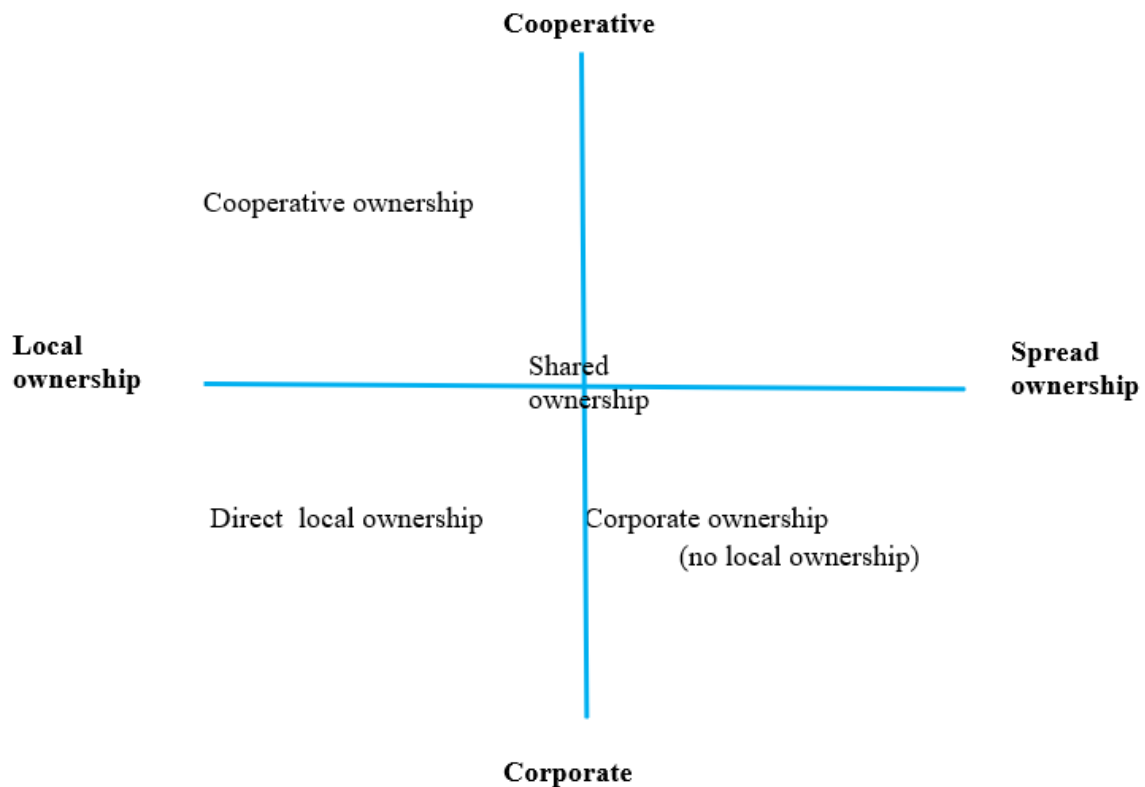 Cooperative
Cooperative ownership
Local
ownership
Shared
ownership
Spread
ownership
Direct local ownership
Corporate ownership
(no local ownership)
Corporate